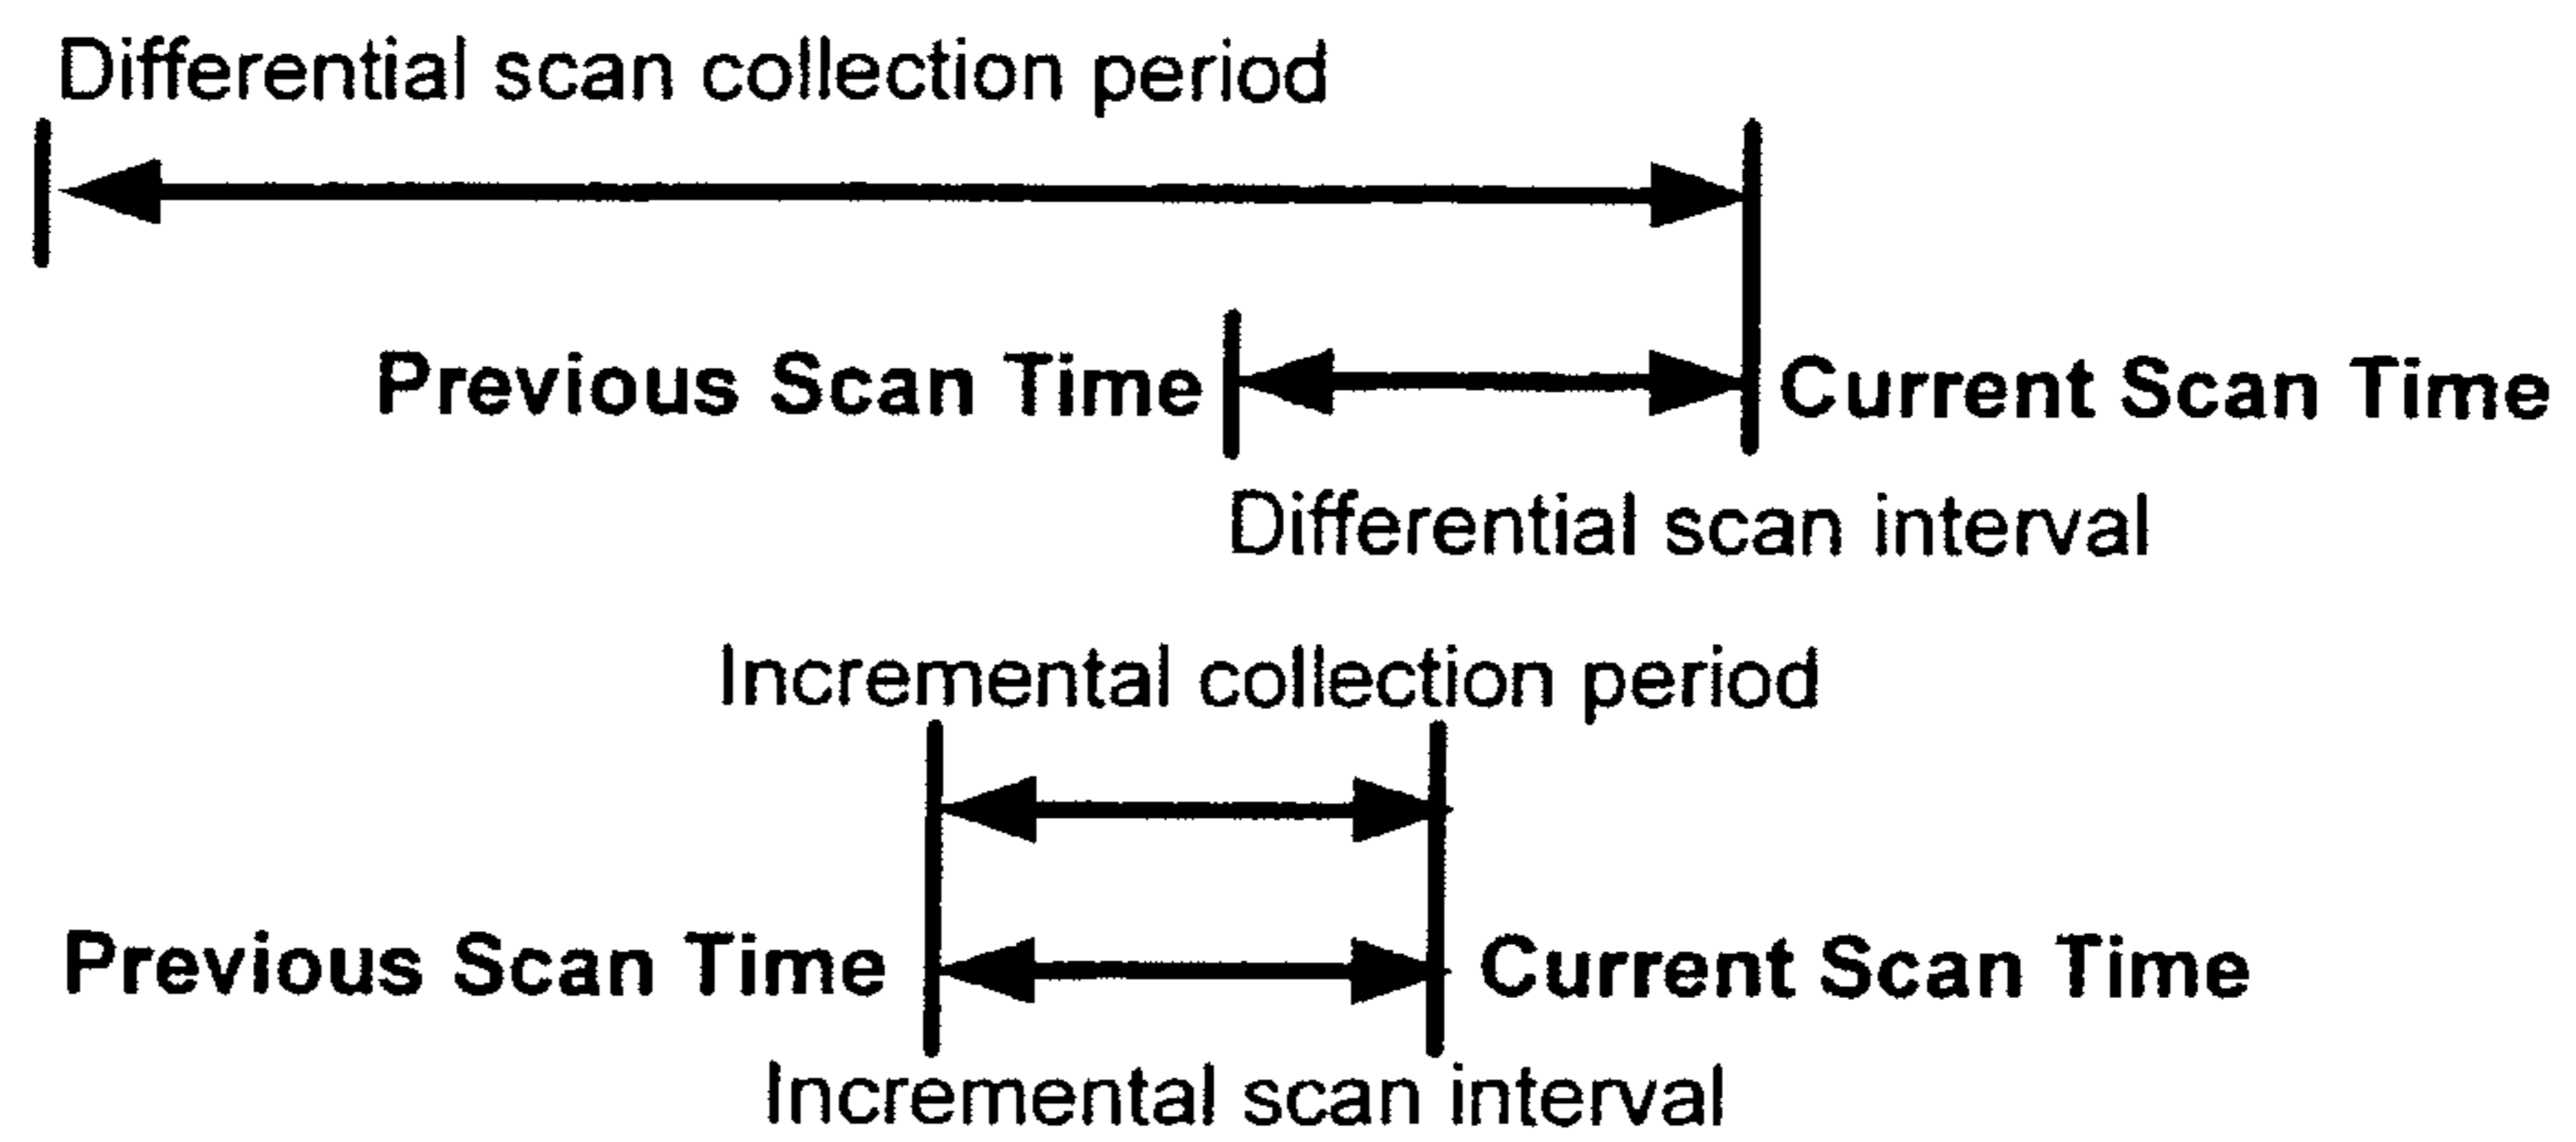 Differential scan collection period
Previous Scan Time Current Scan Time
Differential scan interval
Incremental collection period
Previous Scan Time Current Scan Time
Incremental scan interval